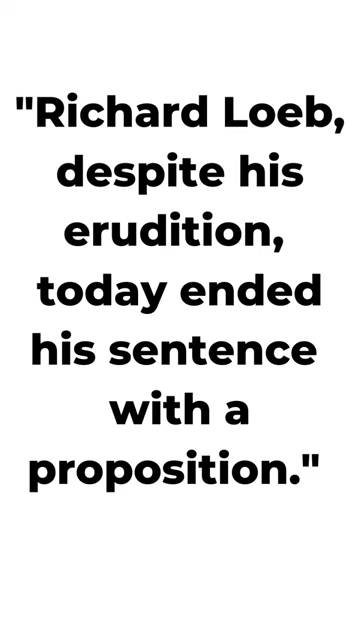 "Richard Loeb,
despite his
erudition,
today ended
his sentence
with a
proposition."